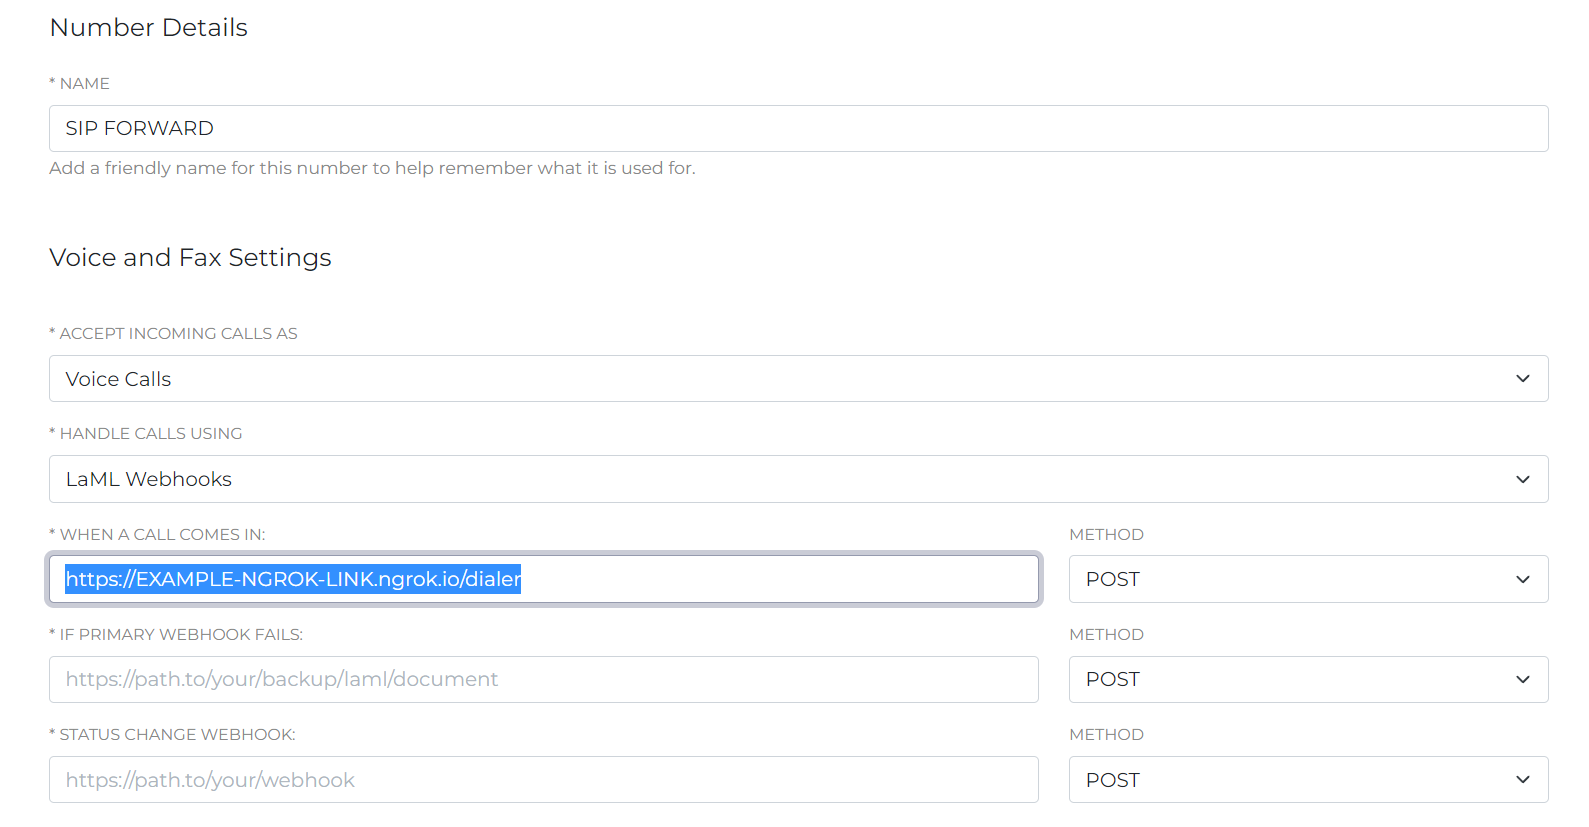 Number Details
* NAME
SIP FORWARD
Add a friendly name for this number to help remember what it is used for.
Voice and Fax Settings
* ACCEPT INCOMING CALLS AS
Voice Calls
* HANDLE CALLS USING
LaML Webhooks
* WHEN A CALL COMES IN:
METHOD
https://EXAMPLE-NGROK-LINK.ngrok.io/dialer
POST
* IF PRIMARY WEBHOOK FAILS:
METHOD
https://path.to/your/backup/laml/document
POST
* STATUS CHANGE WEBHOOK:
METHOD
https://path.to/your/webhook
POST